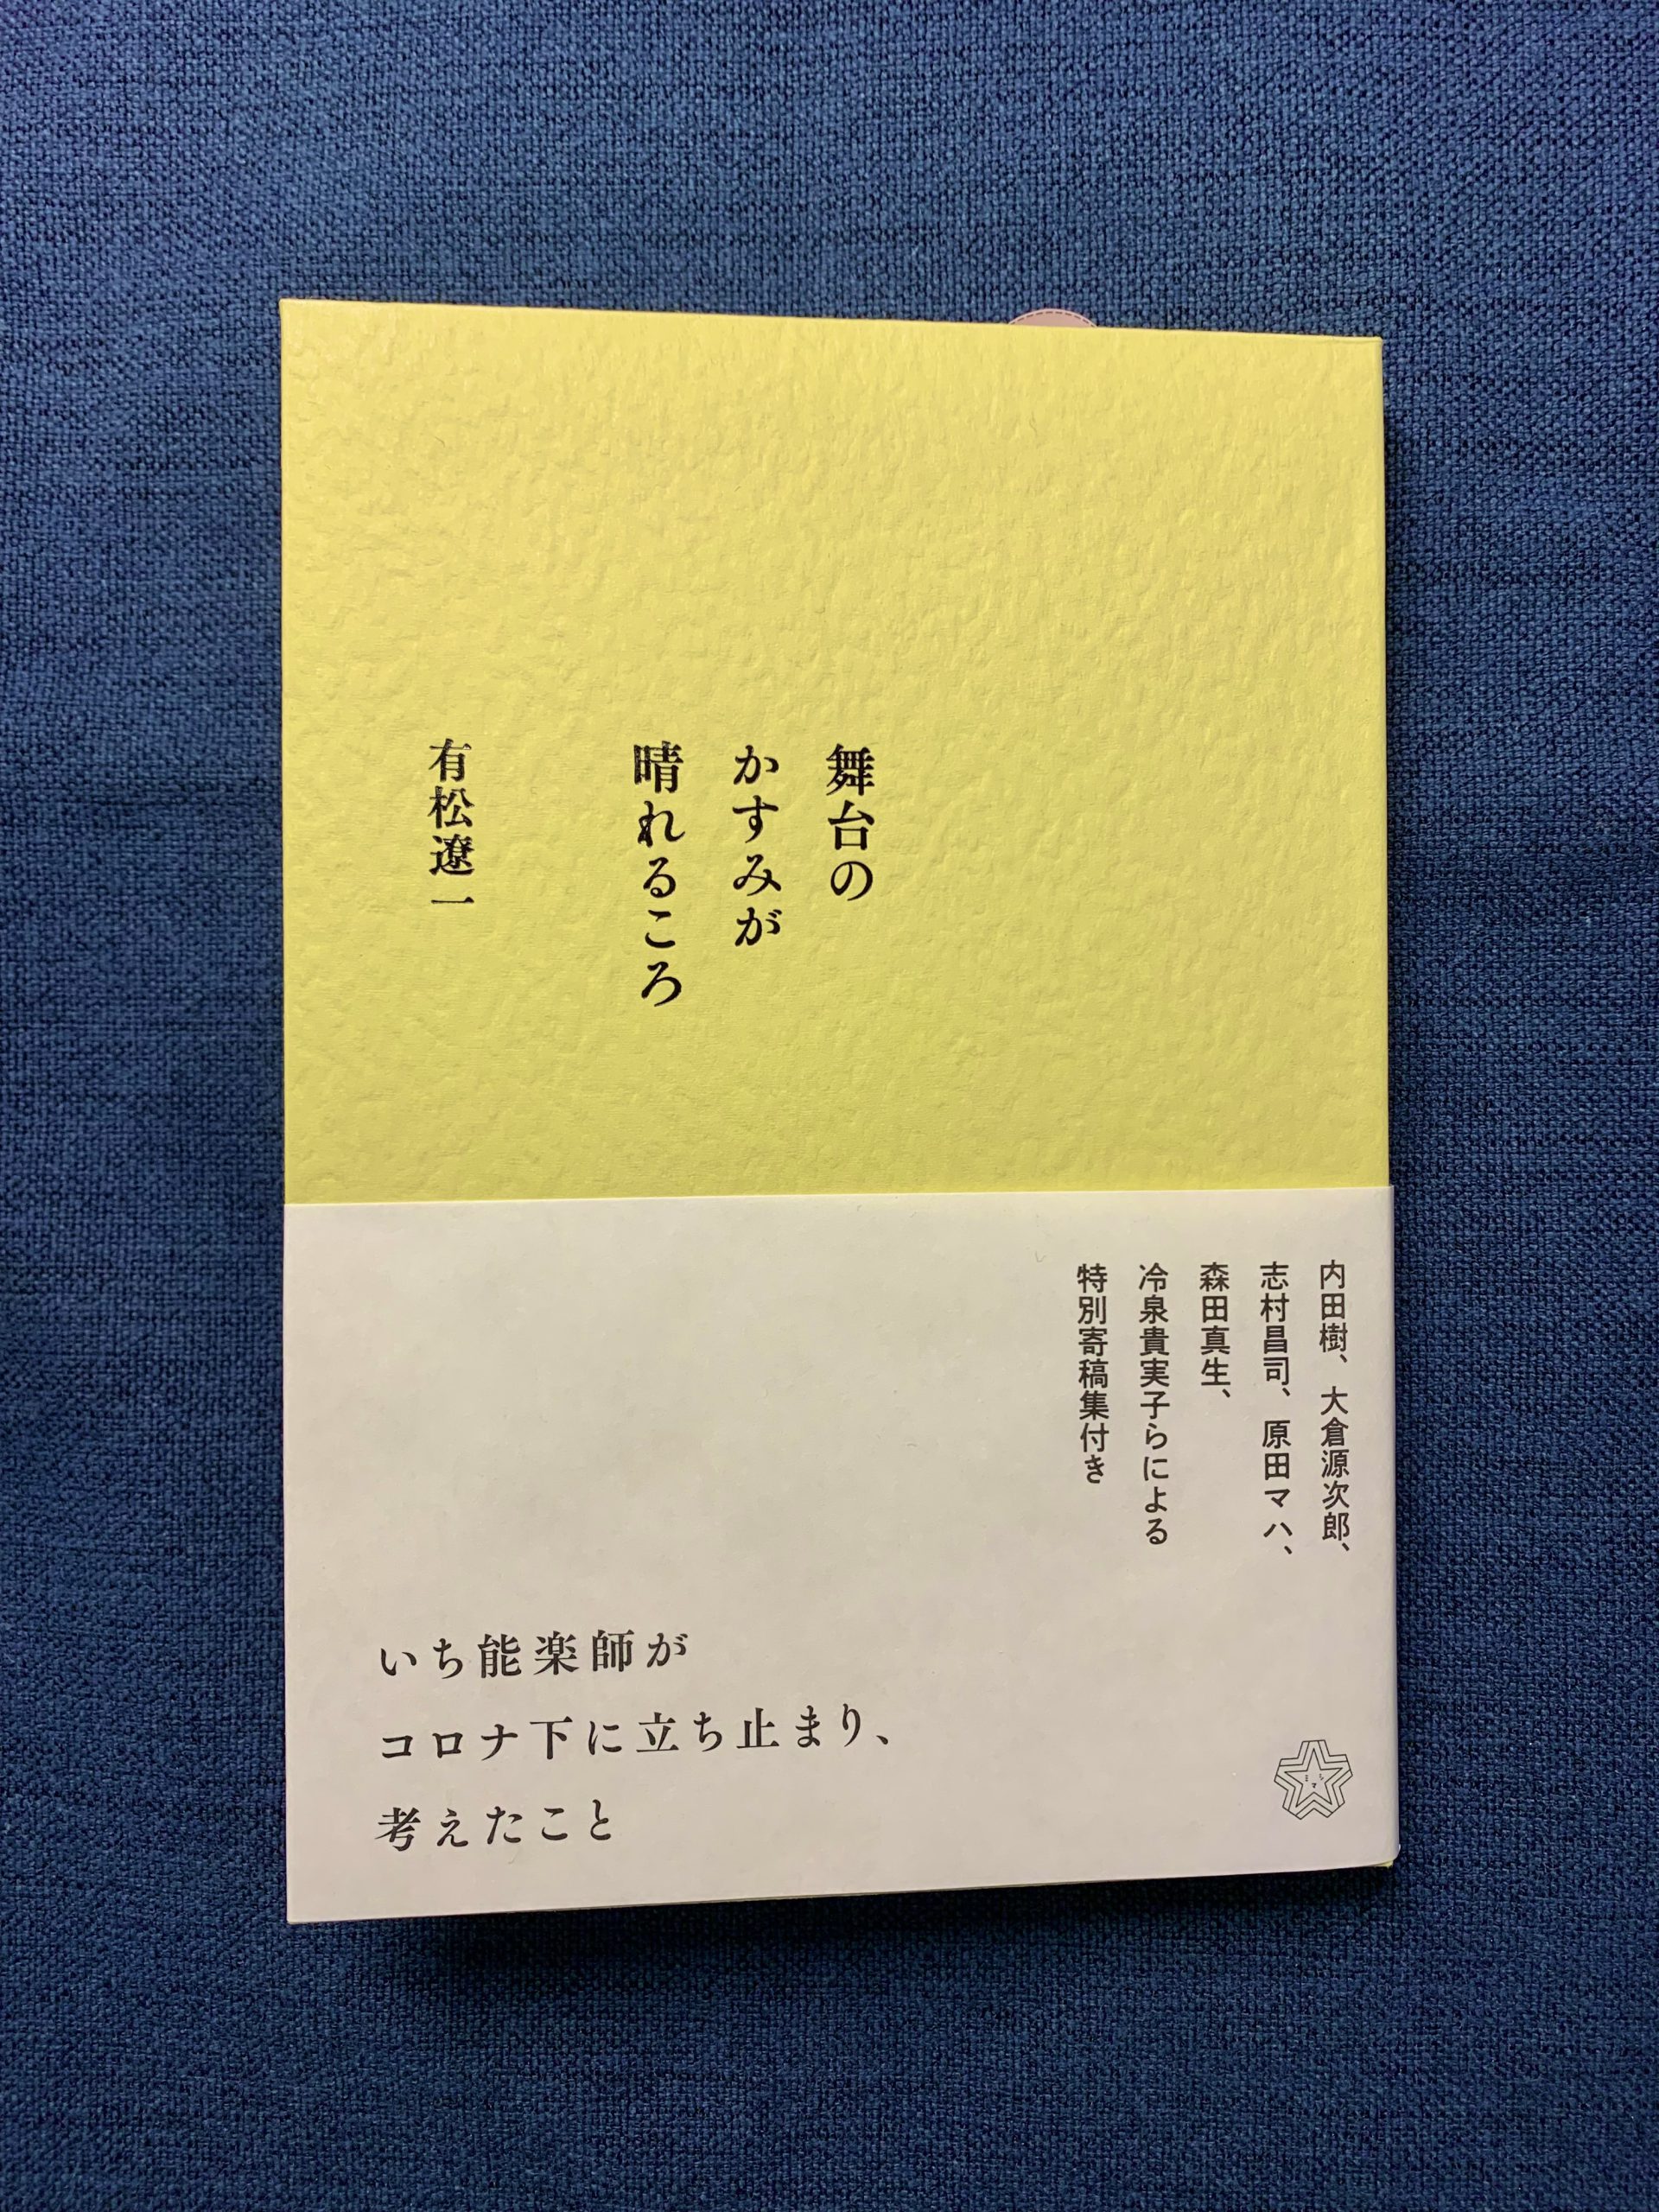 舞台の
かすみが
晴れるころ
有松遼一
内田樹、大倉源次郎、
志村昌司、原田マハ、
森田真生、
冷泉貴実子らによる
特別寄稿集付き
いち能楽師が
コロナ下に立ち止まり、
考えたこと
ミシマ